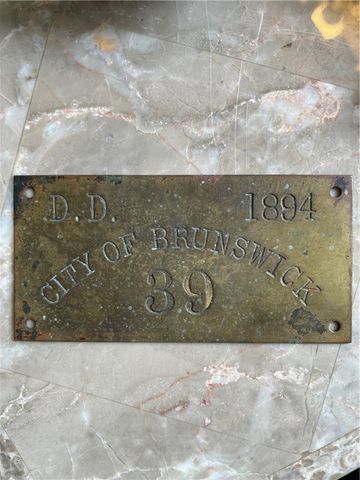 D.D. 1894
CITY OF BRUNSWICK
39